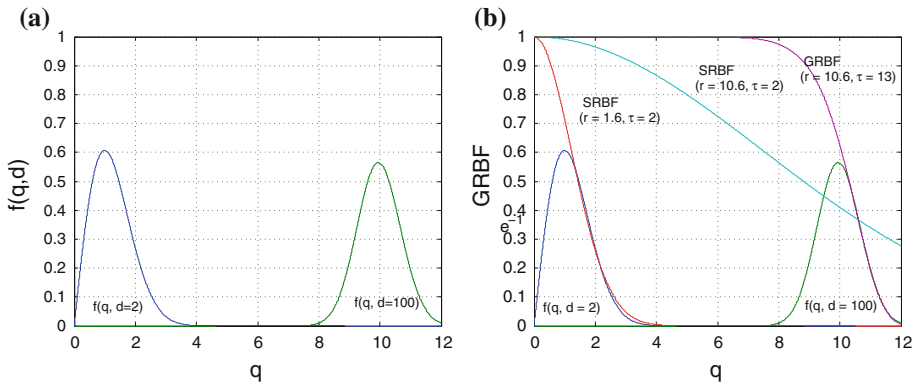 (a)
1
0.9
0.8
0.7
0.6
0.5
0.4
0.3
0.2
0.1
0
f(q,d)
f(q, d=2)
f(q, d=100)
0 2 4 6 8 10 12
q
(b)
1
0.9
0.8
0.7
0.6
0.5
0.4
e⁻¹
0.3
0.2
0.1
0
GRBF
SRBF
(r = 1.6, τ = 2)
SRBF
(r = 10.6, τ = 2)
GRBF
(r = 10.6, τ = 13)
f(q, d = 2)
f(q, d = 100)
0 2 4 6 8 10 12
q